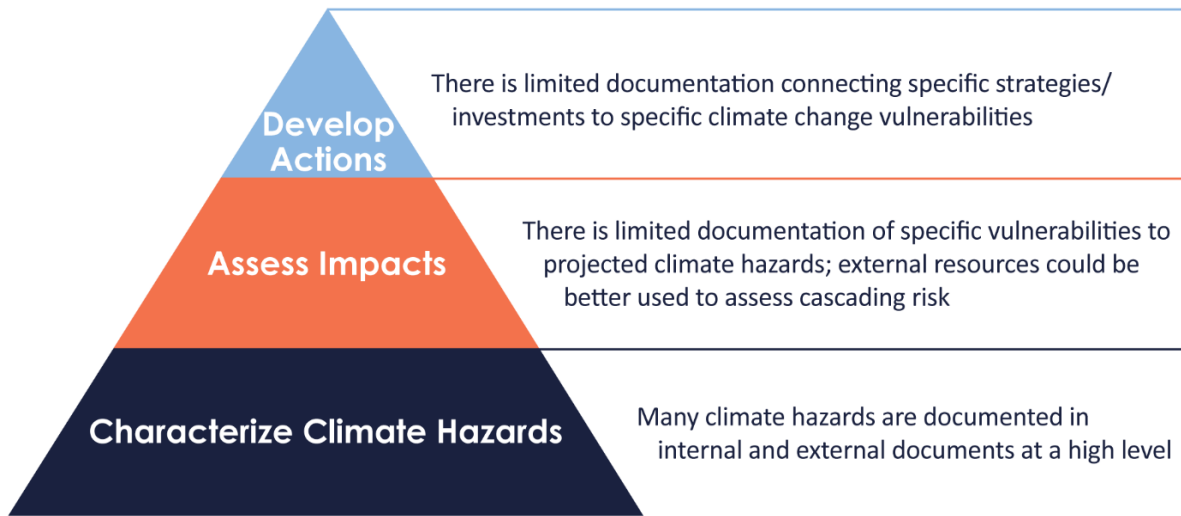 Develop
Actions
There is limited documentation connecting specific strategies/
investments to specific climate change vulnerabilities
Assess Impacts
There is limited documentation of specific vulnerabilities to
projected climate hazards; external resources could be
better used to assess cascading risk
Characterize Climate Hazards
Many climate hazards are documented in
internal and external documents at a high level